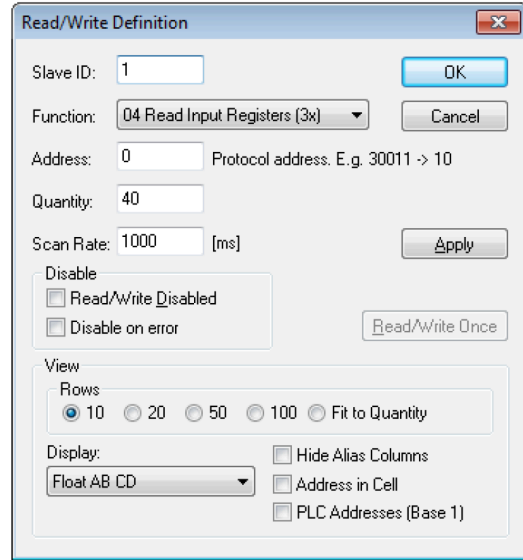 Read/Write Definition
Slave ID: 1 OK
Function: 04 Read Input Registers (3x) Cancel
Address: 0 Protocol address. E.g. 30011 -> 10
Quantity: 40
Scan Rate: 1000 [ms] Apply
Disable
Read/Write Disabled
Disable on error
Read/Write Once
View
Rows
10 20 50 100 Fit to Quantity
Display: Hide Alias Columns
Float AB CD Address in Cell
PLC Addresses (Base 1)